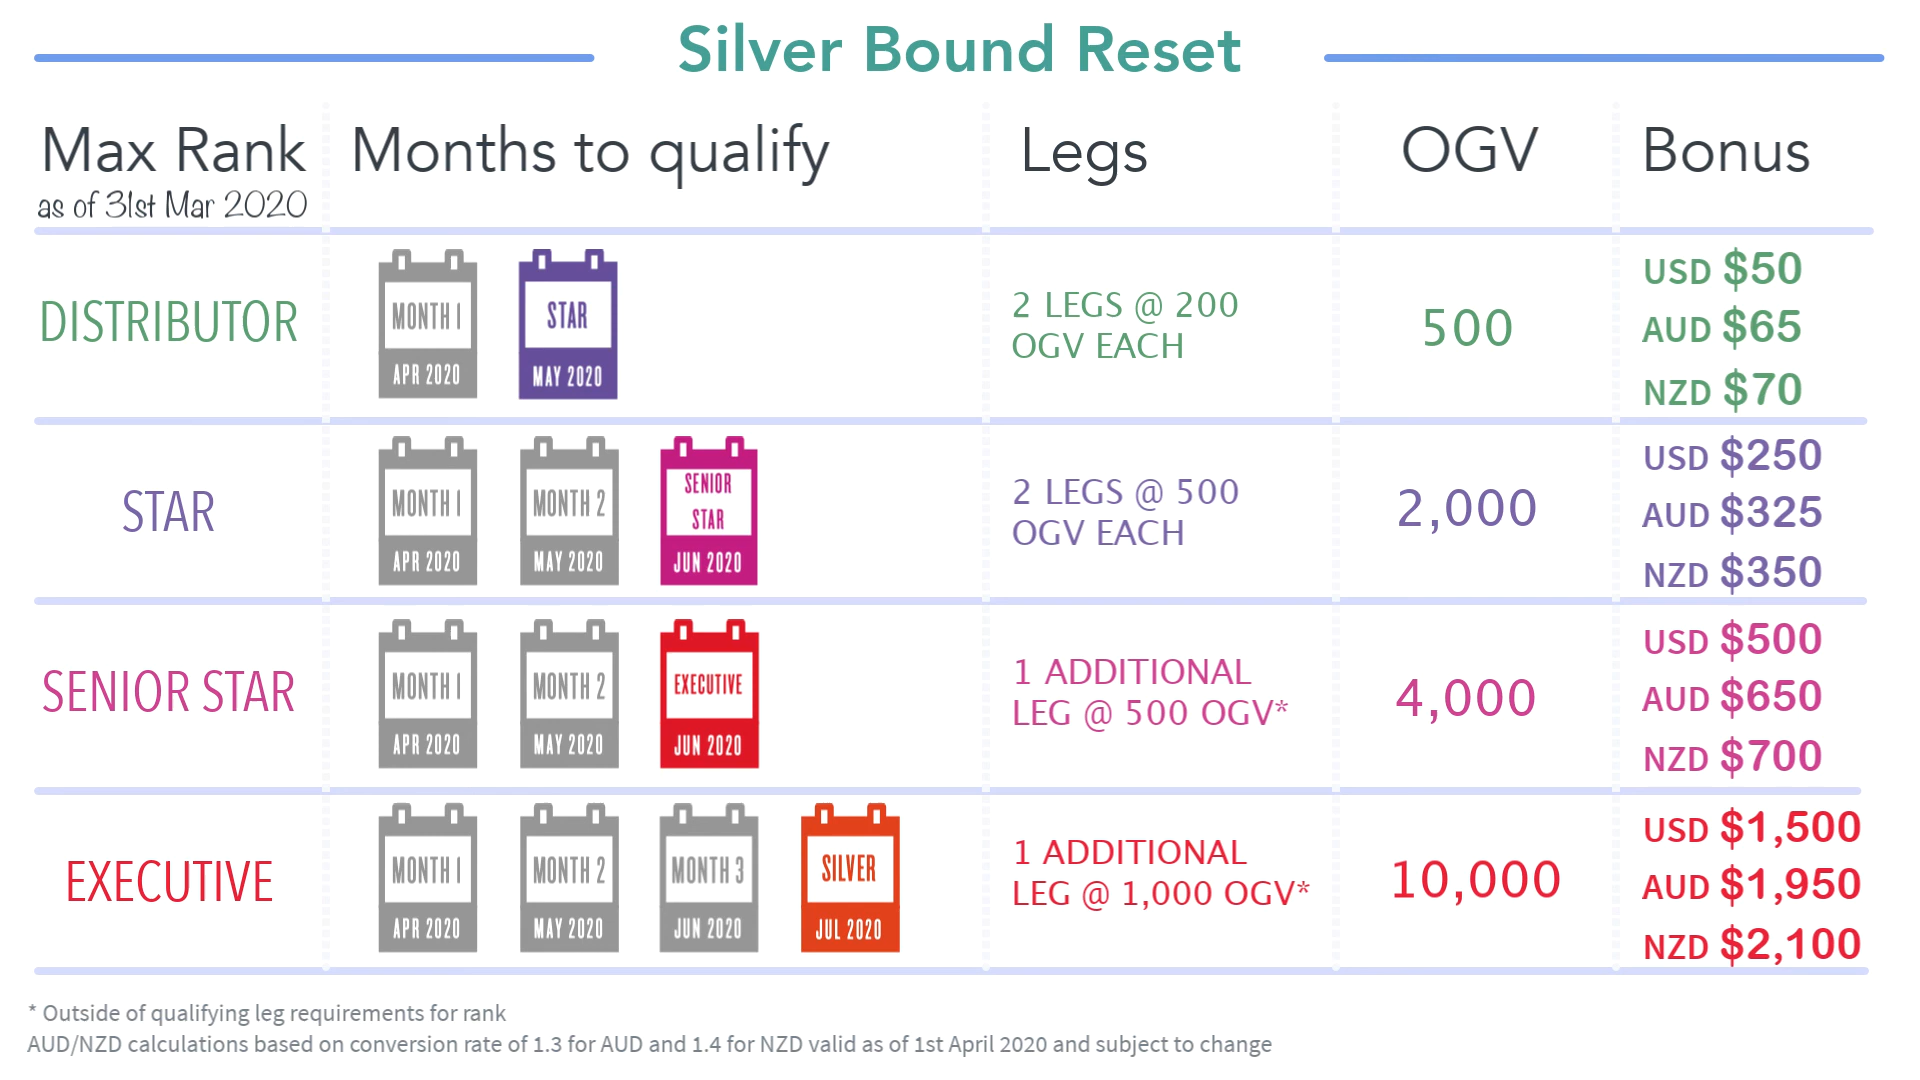 Silver Bound Reset
Max Rank
as of 31st Mar 2020
Months to qualify
Legs
OGV
Bonus
DISTRIBUTOR
MONTH 1
APR 2020
STAR
MAY 2020
2 LEGS @ 200
OGV EACH
500
USD $50
AUD $65
NZD $70
STAR
MONTH 1
APR 2020
MONTH 2
MAY 2020
SENIOR
STAR
JUN 2020
2 LEGS @ 500
OGV EACH
2,000
USD $250
AUD $325
NZD $350
SENIOR STAR
MONTH 1
APR 2020
MONTH 2
MAY 2020
EXECUTIVE
JUN 2020
1 ADDITIONAL
LEG @ 500 OGV*
4,000
USD $500
AUD $650
NZD $700
EXECUTIVE
MONTH 1
APR 2020
MONTH 2
MAY 2020
MONTH 3
JUN 2020
SILVER
JUL 2020
1 ADDITIONAL
LEG @ 1,000 OGV*
10,000
USD $1,500
AUD $1,950
NZD $2,100
* Outside of qualifying leg requirements for rank
AUD/NZD calculations based on conversion rate of 1.3 for AUD and 1.4 for NZD valid as of 1st April 2020 and subject to change